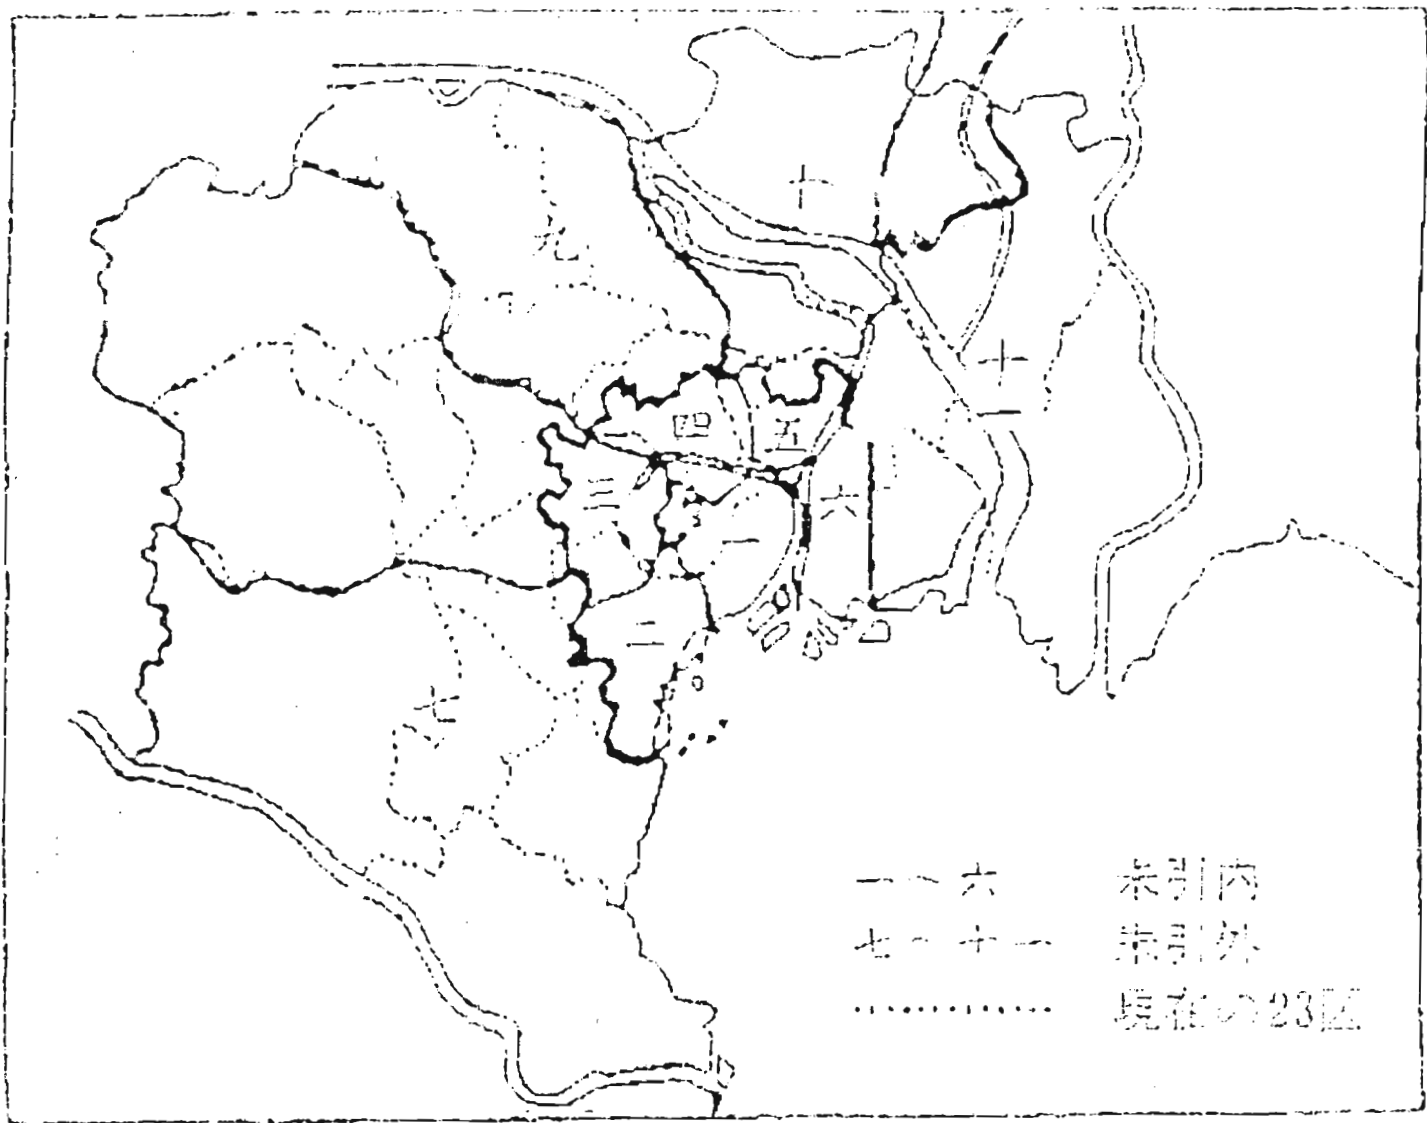 十
九
十一
四
五
三
六
一
二
七
一〜六 朱引内
七〜十一 朱引外
現在の23区